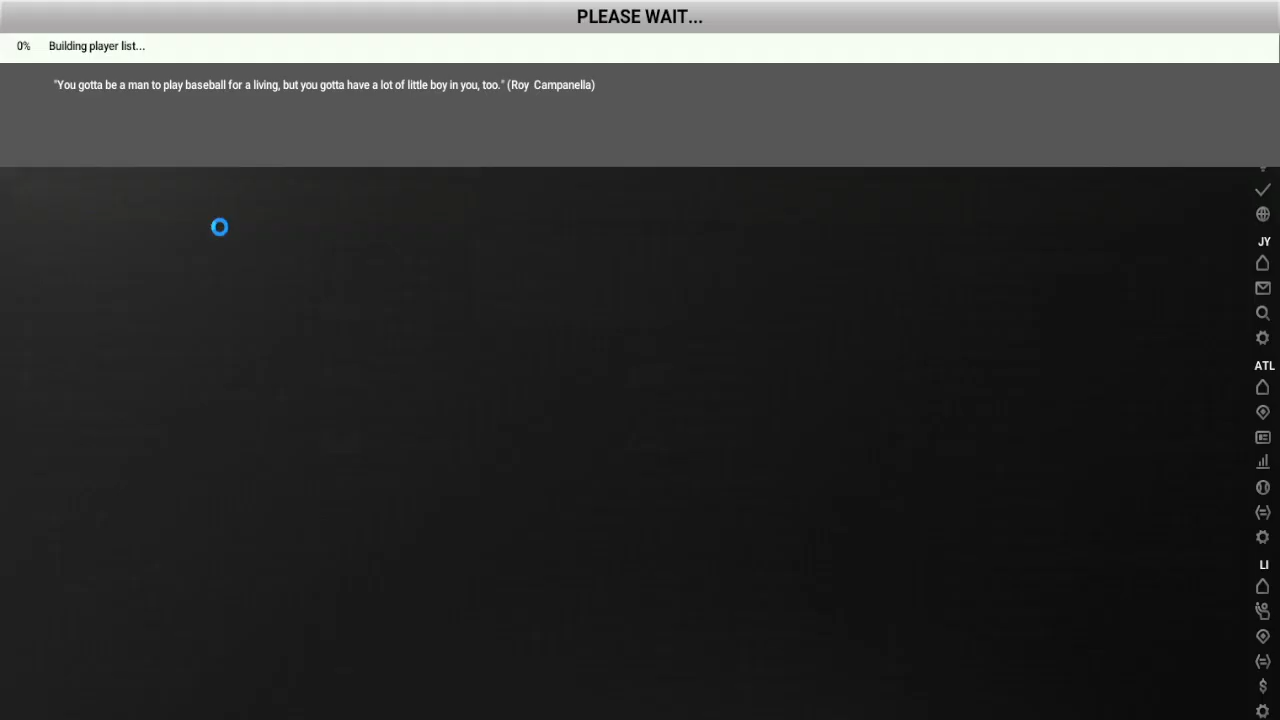 PLEASE WAIT...
0% Building player list...
"You gotta be a man to play baseball for a living, but you gotta have a lot of little boy in you, too." (Roy Campanella)
JY
ATL
LI